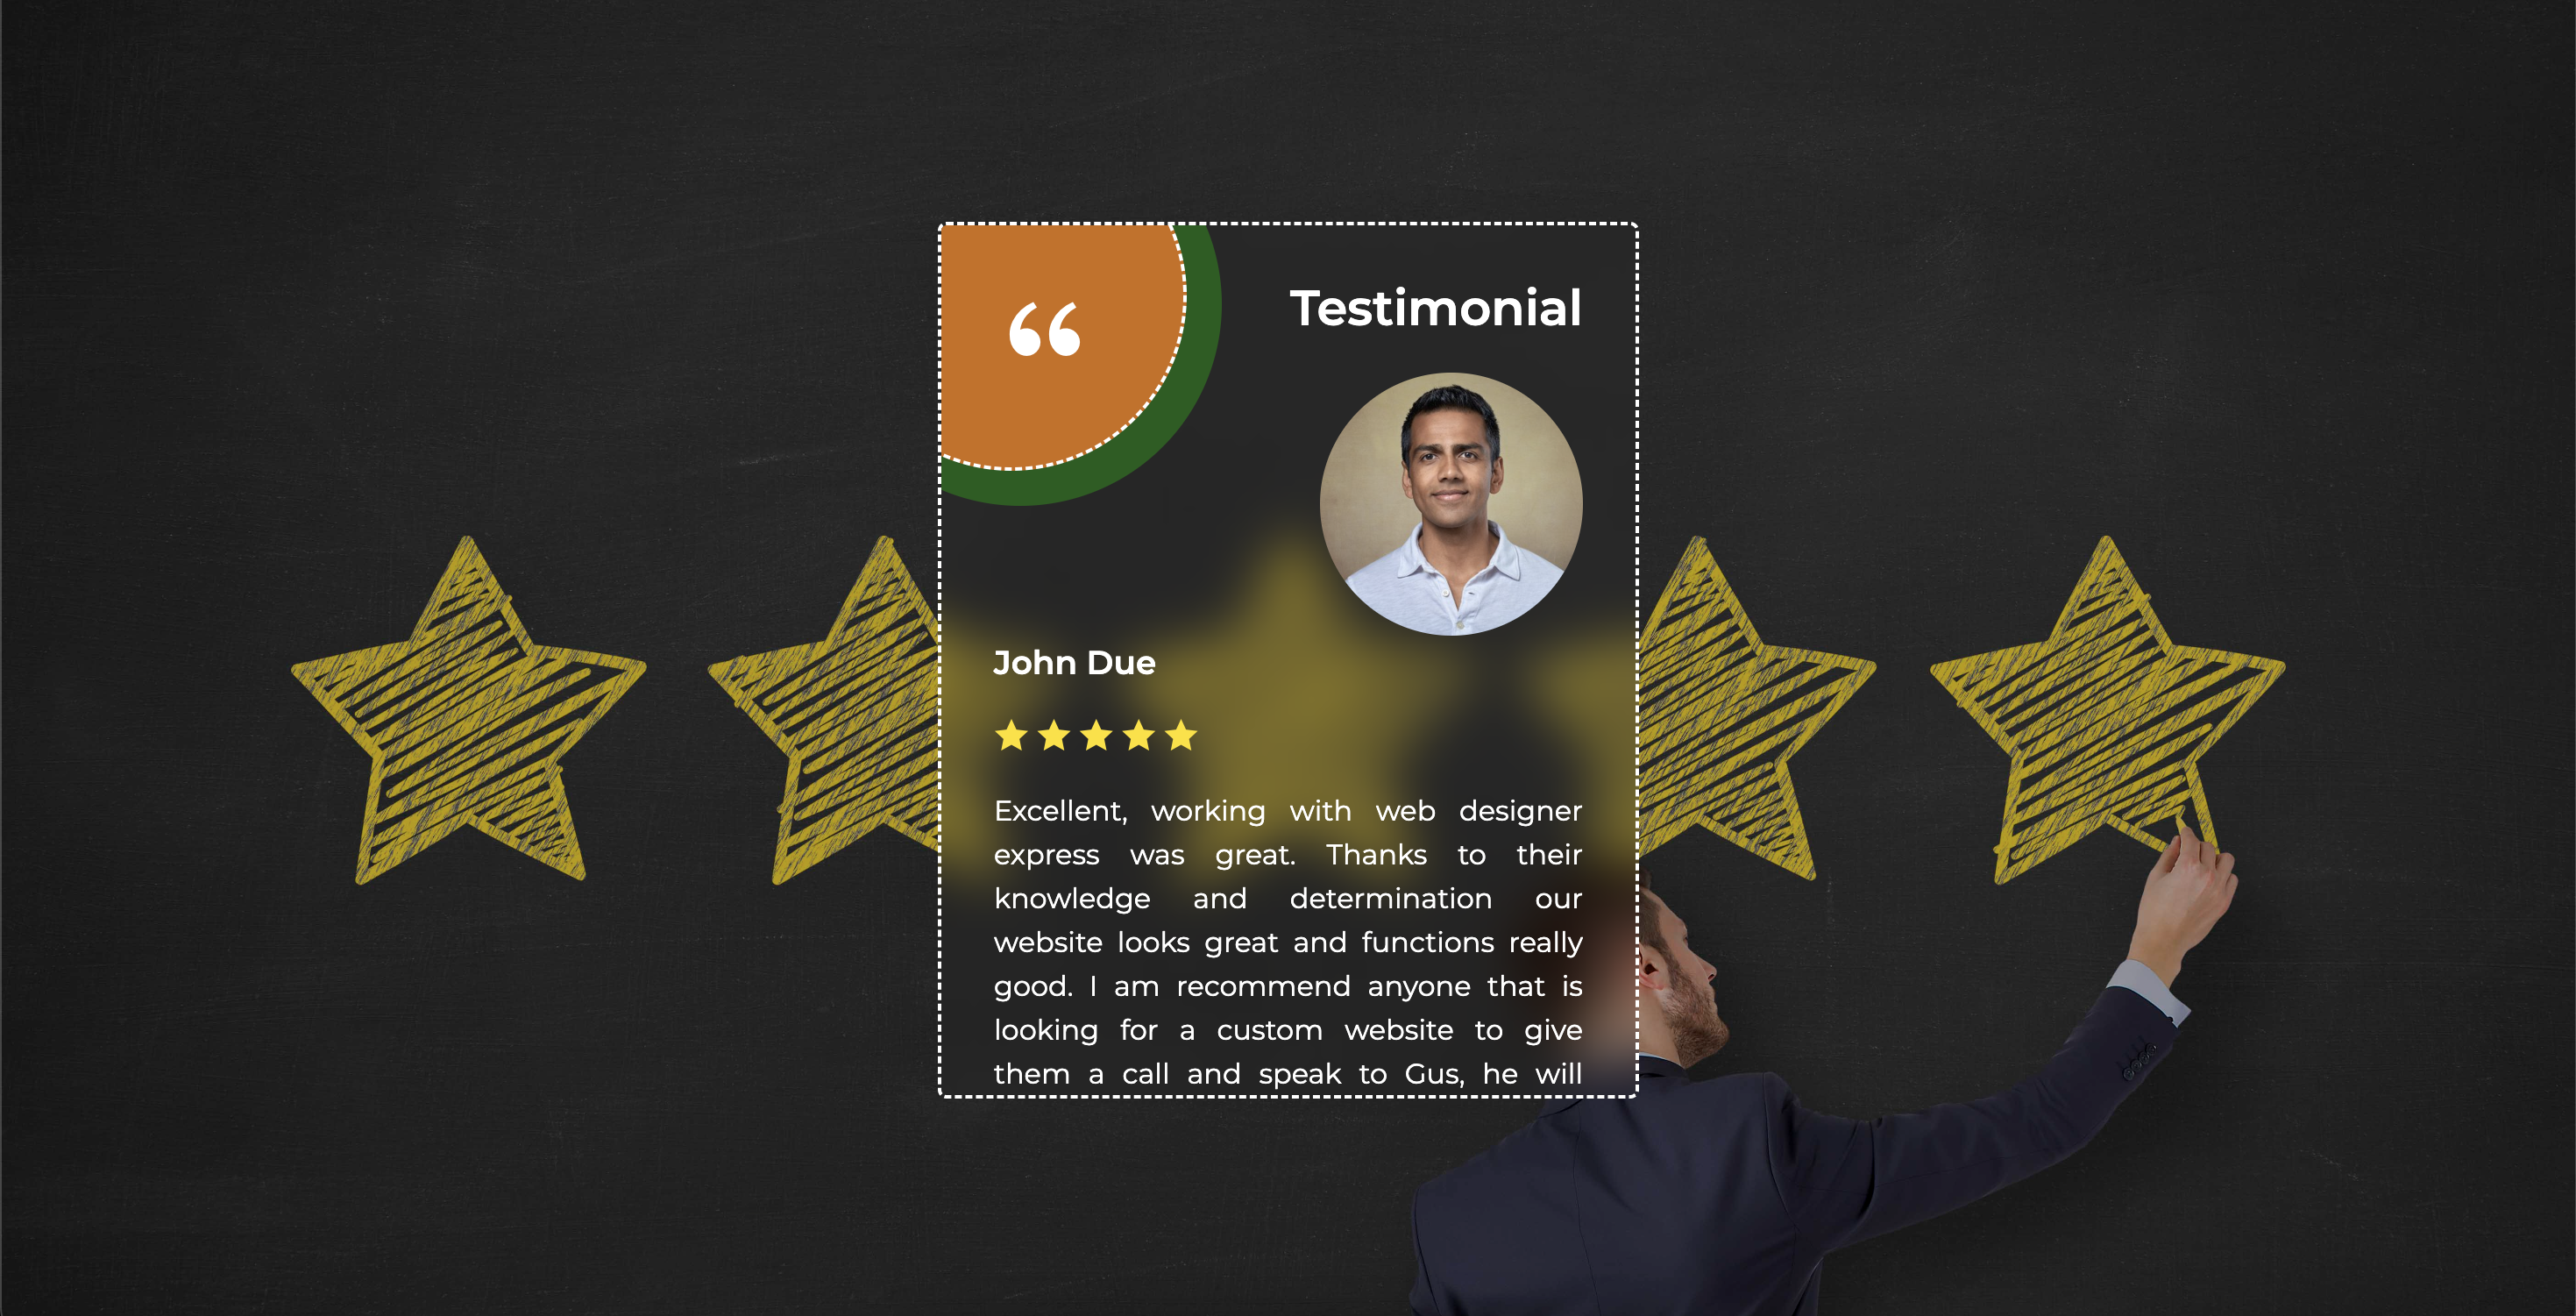 “
Testimonial
John Due
Excellent, working with web designer
express was great. Thanks to their
knowledge and determination our
website looks great and functions really
good. I am recommend anyone that is
looking for a custom website to give
them a call and speak to Gus, he will